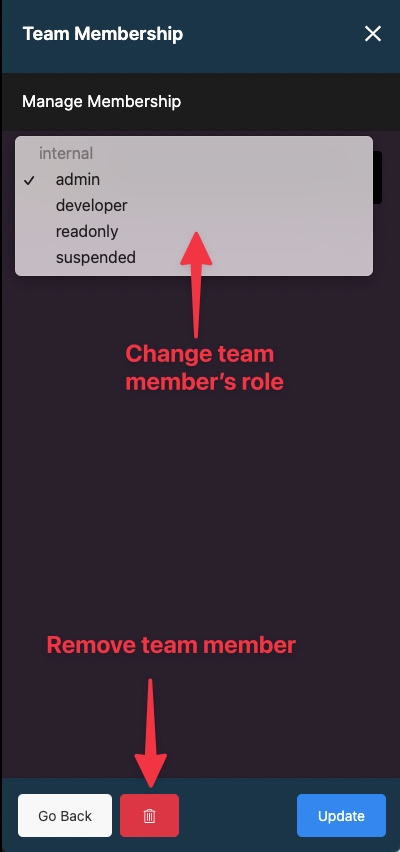 Team Membership
Manage Membership
internal
admin
developer
readonly
suspended
Change team
member’s role
Remove team member
Go Back
Update